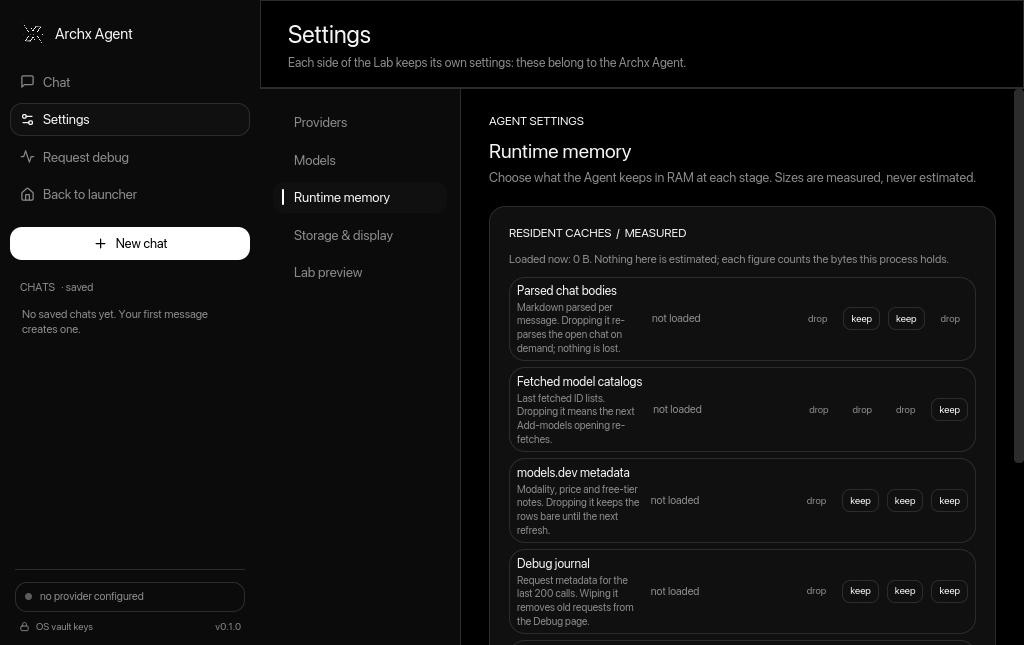 Archx Agent
Chat
Settings
Request debug
Back to launcher
New chat
CHATS · saved
No saved chats yet. Your first message
creates one.
no provider configured
OS vault keys
v0.1.0
Settings
Each side of the Lab keeps its own settings: these belong to the Archx Agent.
Providers
Models
Runtime memory
Storage & display
Lab preview
AGENT SETTINGS
Runtime memory
Choose what the Agent keeps in RAM at each stage. Sizes are measured, never estimated.
RESIDENT CACHES / MEASURED
Loaded now: 0 B. Nothing here is estimated; each figure counts the bytes this process holds.
Parsed chat bodies
Markdown parsed per
message. Dropping it re-
parses the open chat on
demand; nothing is lost.
not loaded
drop keep keep drop
Fetched model catalogs
Last fetched ID lists.
Dropping it means the next
Add-models opening re-
fetches.
not loaded
drop drop drop keep
models.dev metadata
Modality, price and free-tier
notes. Dropping it keeps the
rows bare until the next
refresh.
not loaded
drop keep keep keep
Debug journal
Request metadata for the
last 200 calls. Wiping it
removes old requests from
the Debug page.
not loaded
drop keep keep keep